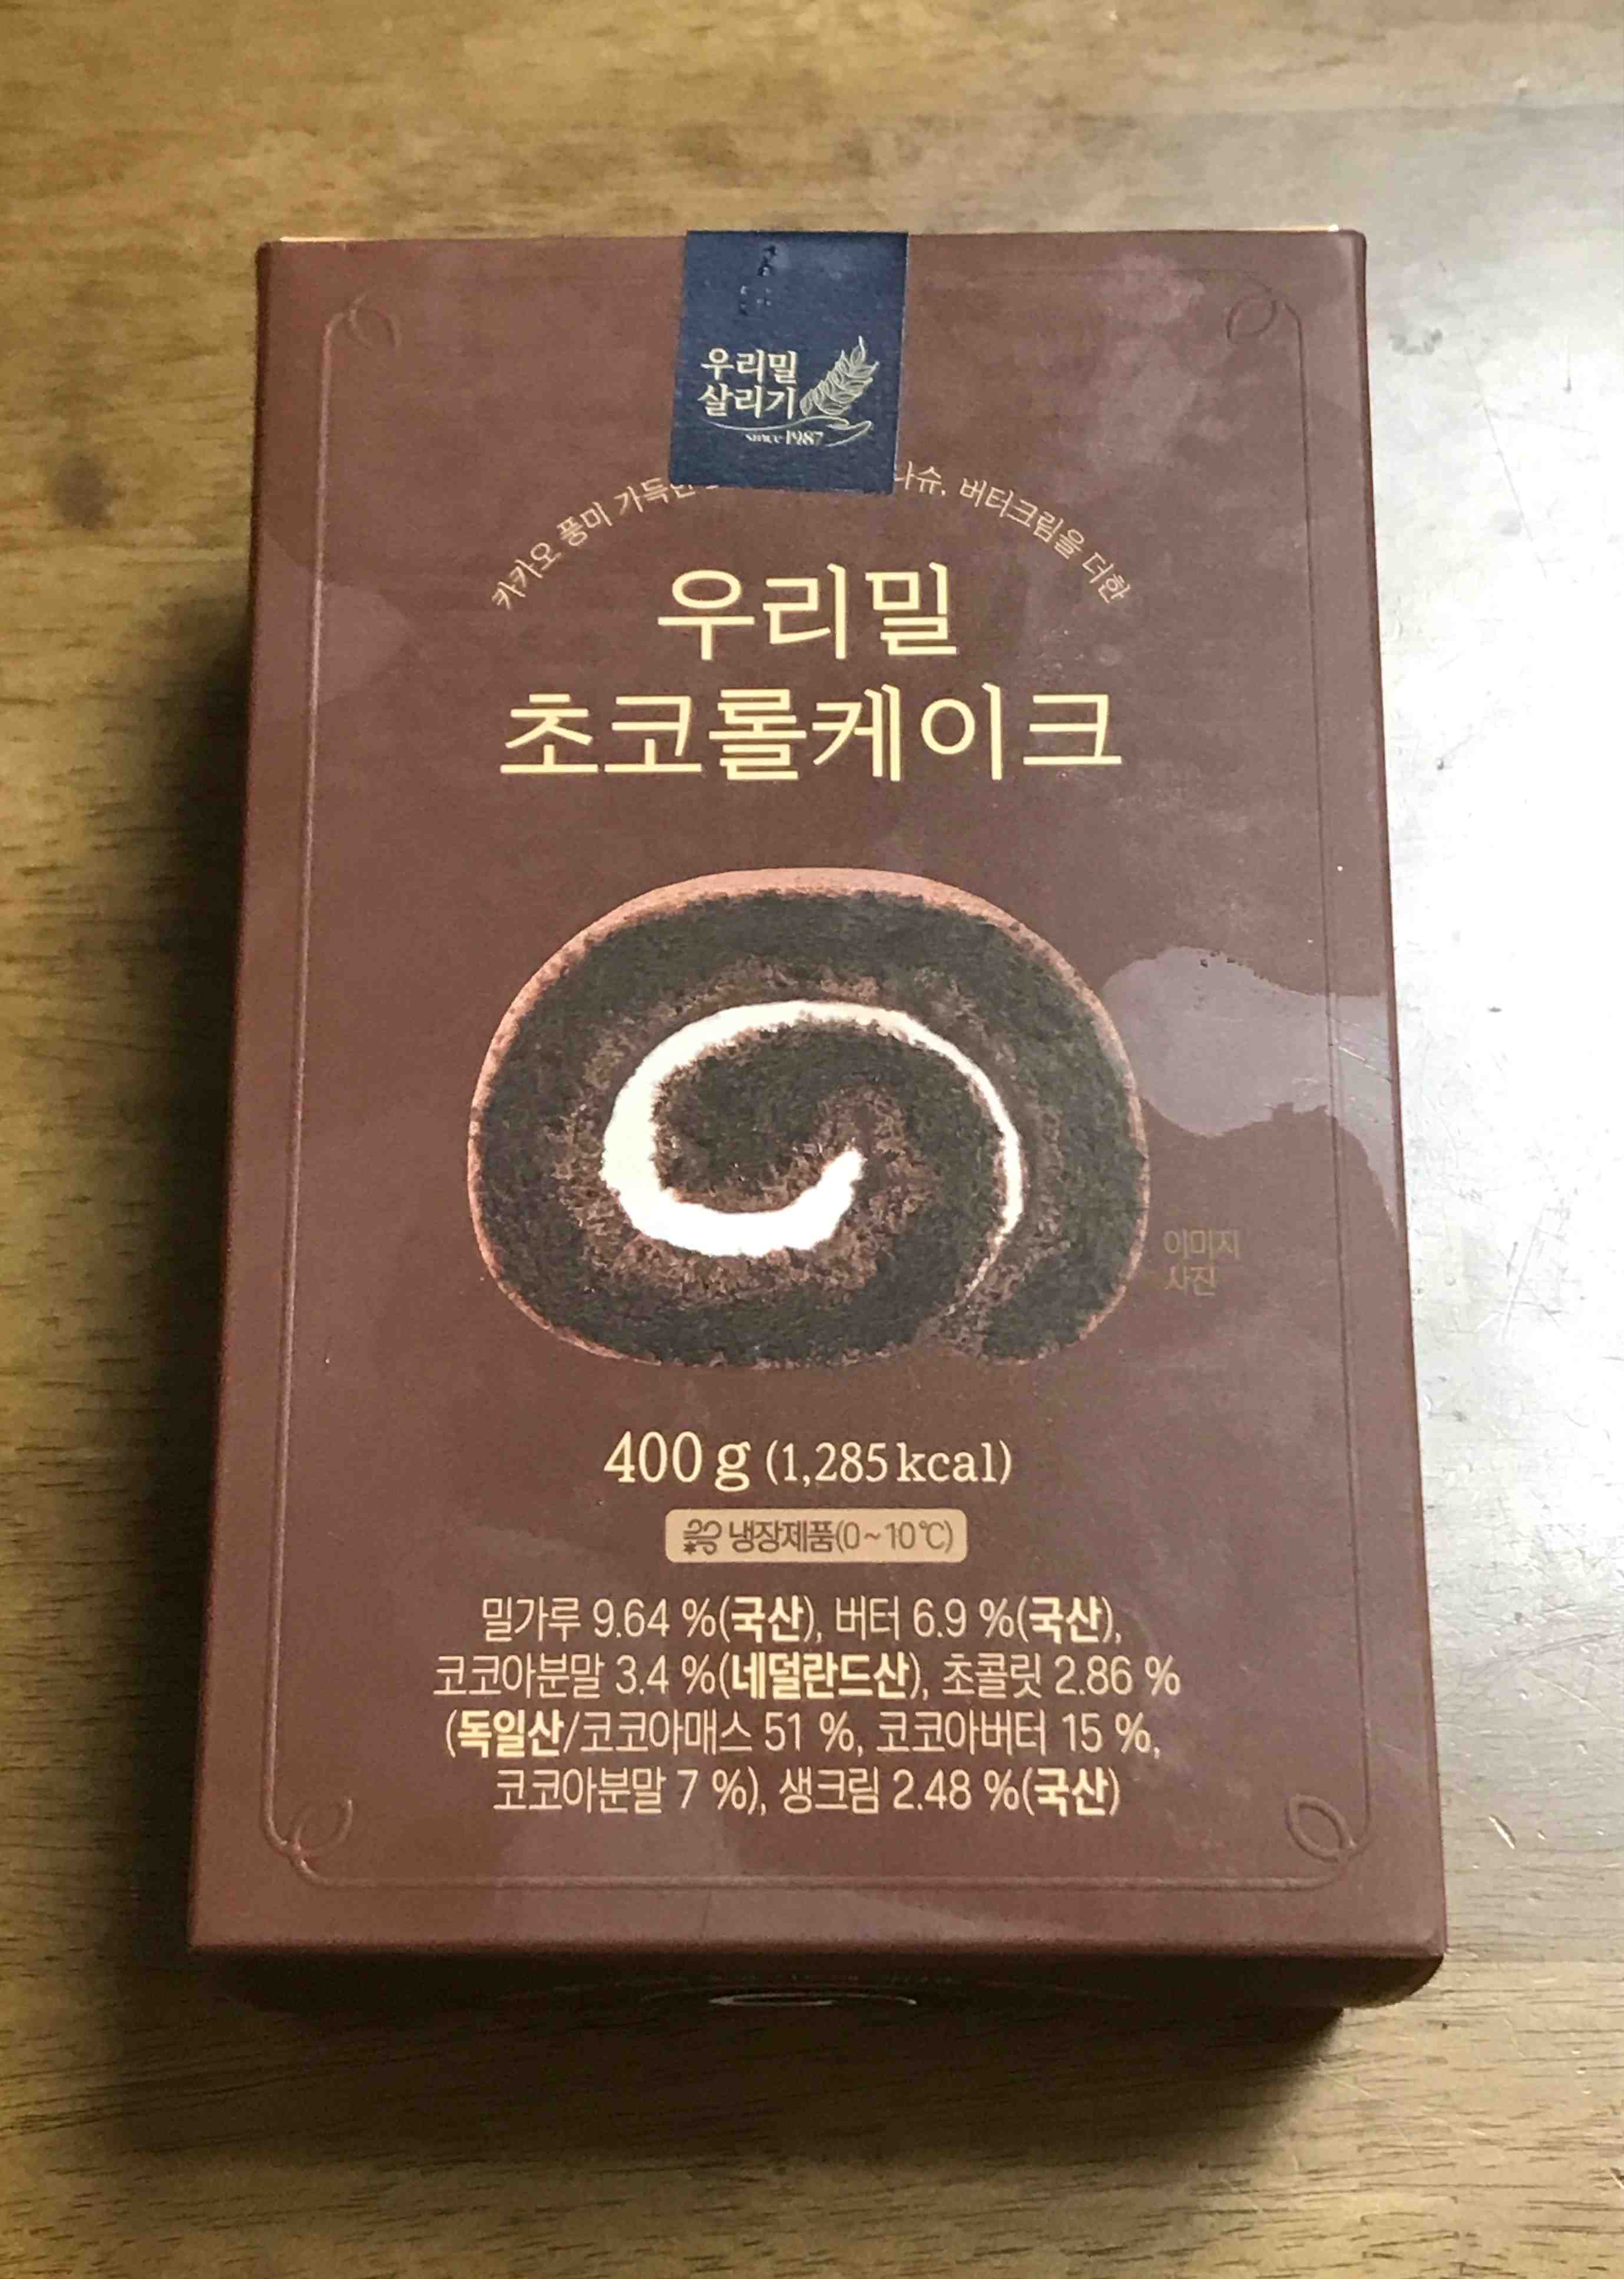 우리밀
살리기
since 1987
카카오 풍미 가득한 나슈, 버터크림을 더한
우리밀
초코롤케이크
이미지
사진
400 g (1,285 kcal)
냉장제품(0~10℃)
밀가루 9.64 %(국산), 버터 6.9 %(국산),
코코아분말 3.4 %(네덜란드산), 초콜릿 2.86 %
(독일산/코코아매스 51 %, 코코아버터 15 %,
코코아분말 7 %), 생크림 2.48 %(국산)